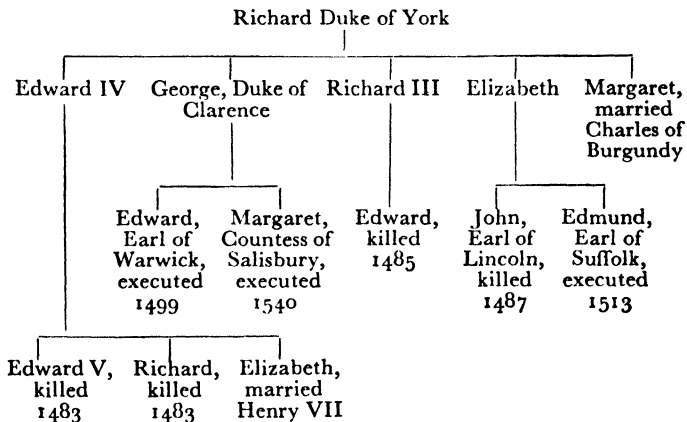 Richard Duke of York
Edward IV
George, Duke of
Clarence
Richard III
Elizabeth
Margaret,
married
Charles of
Burgundy
Edward,
Earl of
Warwick,
executed
1499
Margaret,
Countess of
Salisbury,
executed
1540
Edward,
killed
1485
John,
Earl of
Lincoln,
killed
1487
Edmund,
Earl of
Suffolk,
executed
1513
Edward V,
killed
1483
Richard,
killed
1483
Elizabeth,
married
Henry VII